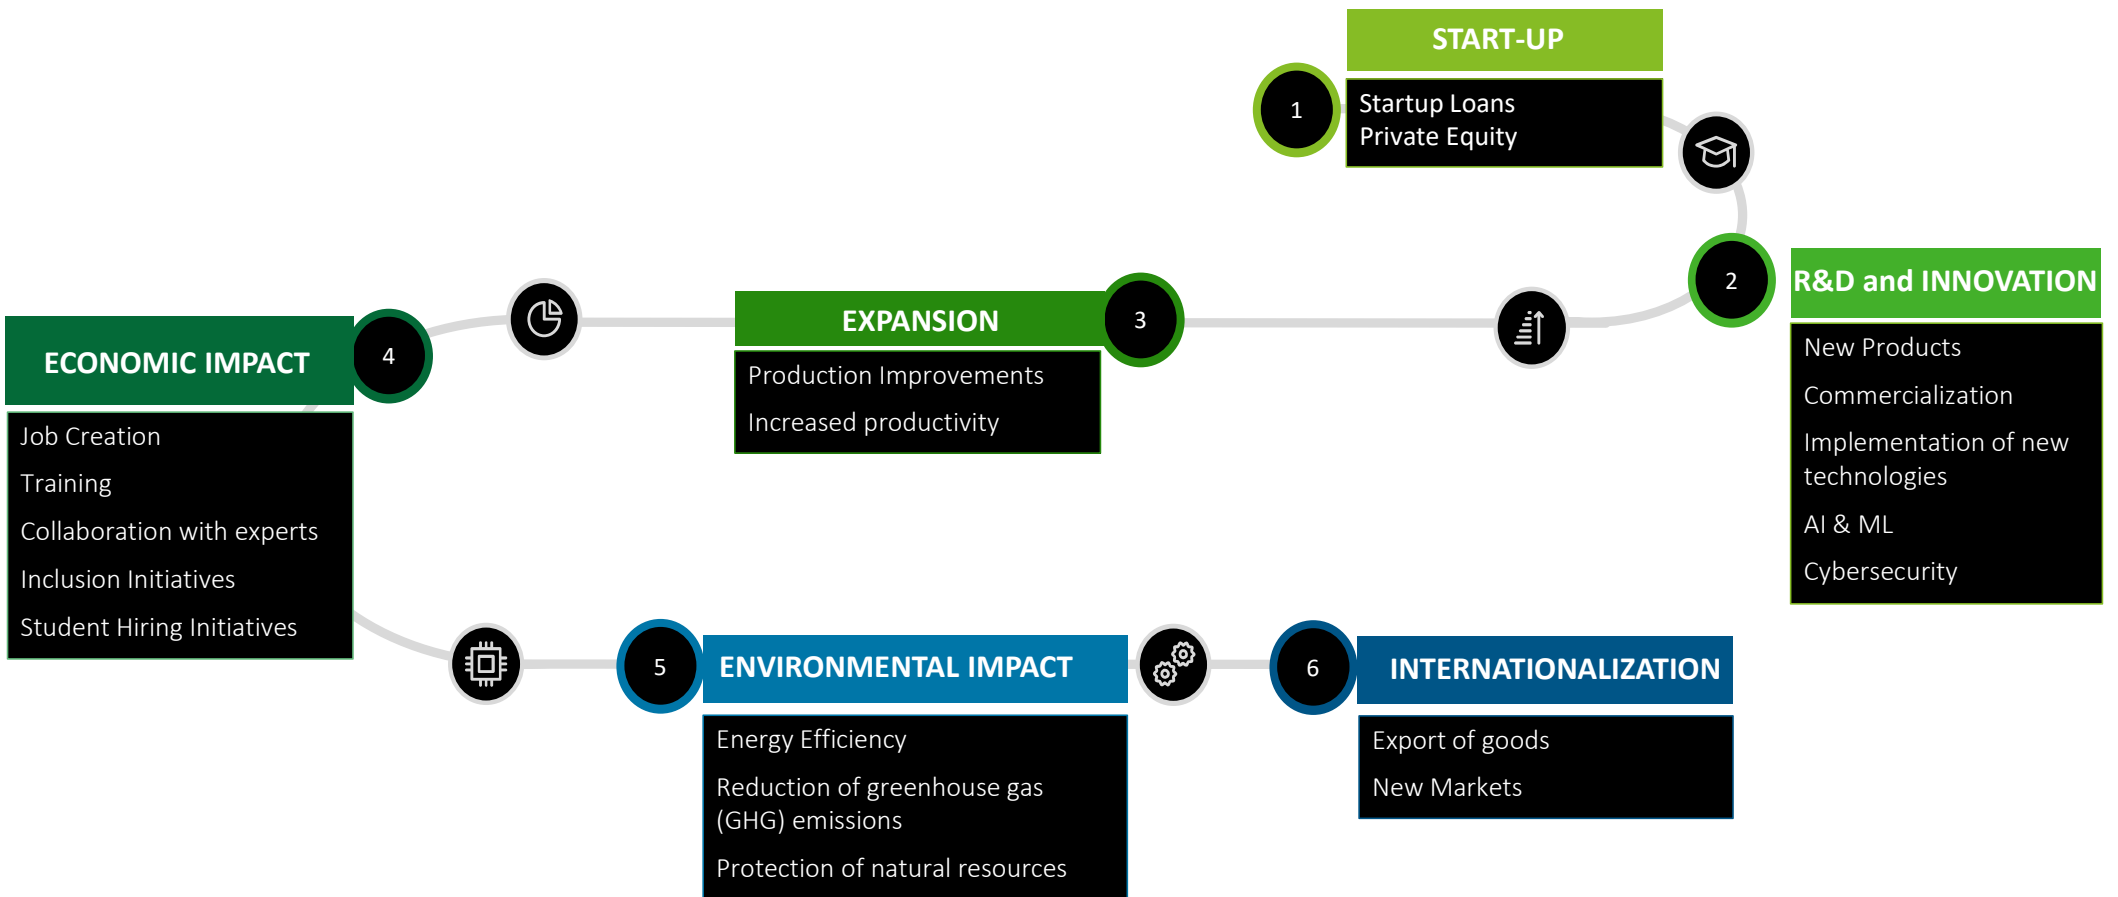 START-UP
1
Startup Loans
Private Equity
2
R&D and INNOVATION
New Products
Commercialization
Implementation of new
technologies
AI & ML
Cybersecurity
EXPANSION
3
Production Improvements
Increased productivity
ECONOMIC IMPACT
4
Job Creation
Training
Collaboration with experts
Inclusion Initiatives
Student Hiring Initiatives
5
ENVIRONMENTAL IMPACT
Energy Efficiency
Reduction of greenhouse gas
(GHG) emissions
Protection of natural resources
6
INTERNATIONALIZATION
Export of goods
New Markets